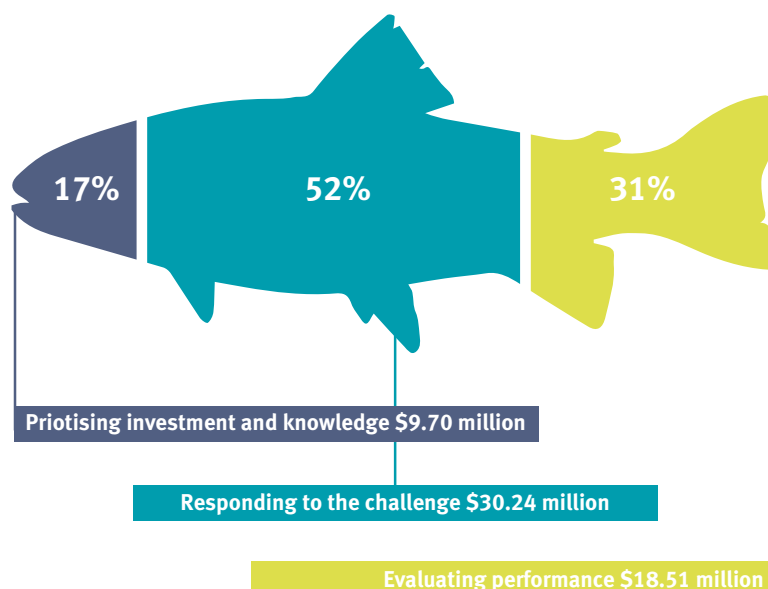 17%
52%
31%
Priotising investment and knowledge $9.70 million
Responding to the challenge $30.24 million
Evaluating performance $18.51 million